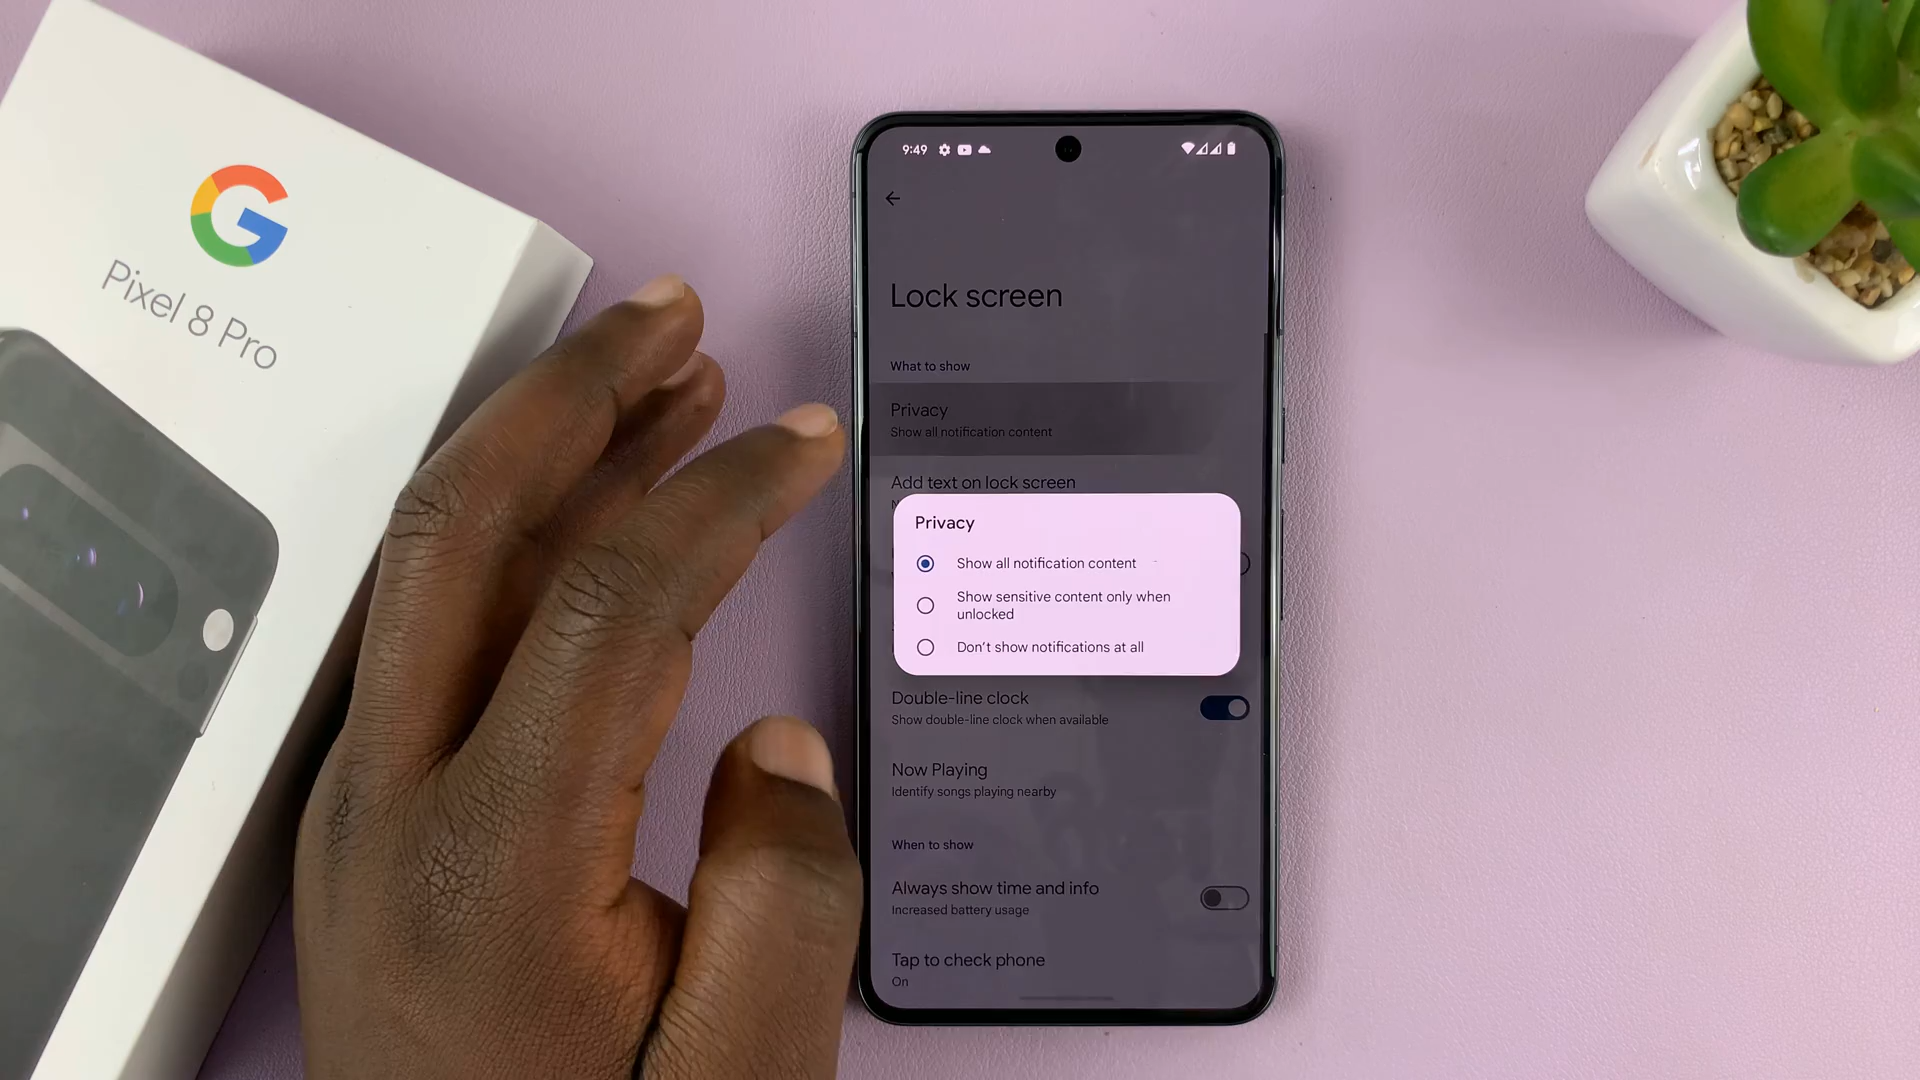 Pixel 8 Pro
9:49
Lock screen
What to show
Privacy
Show all notification content
Add text on lock screen
Privacy
Show all notification content
Show sensitive content only when
unlocked
Don't show notifications at all
Double-line clock
Show double-line clock when available
Now Playing
Identify songs playing nearby
When to show
Always show time and info
Increased battery usage
Tap to check phone
On